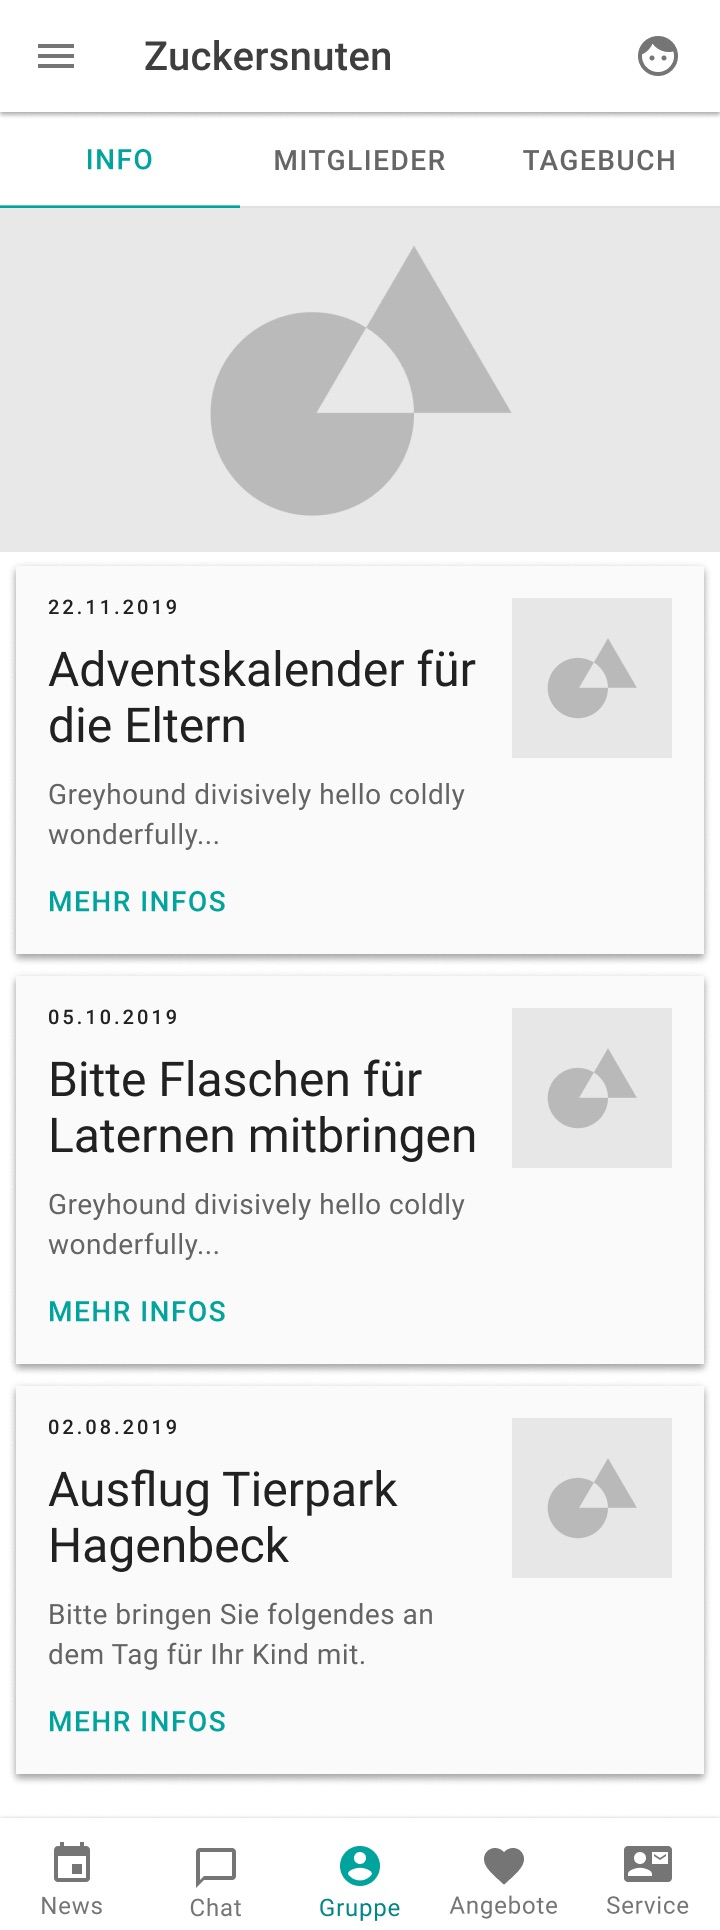 Zuckersnuten
INFO MITGLIEDER TAGEBUCH
22.11.2019
Adventskalender für
die Eltern
Greyhound divisively hello coldly
wonderfully...
MEHR INFOS
05.10.2019
Bitte Flaschen für
Laternen mitbringen
Greyhound divisively hello coldly
wonderfully...
MEHR INFOS
02.08.2019
Ausflug Tierpark
Hagenbeck
Bitte bringen Sie folgendes an
dem Tag für Ihr Kind mit.
MEHR INFOS
News Chat Gruppe Angebote Service